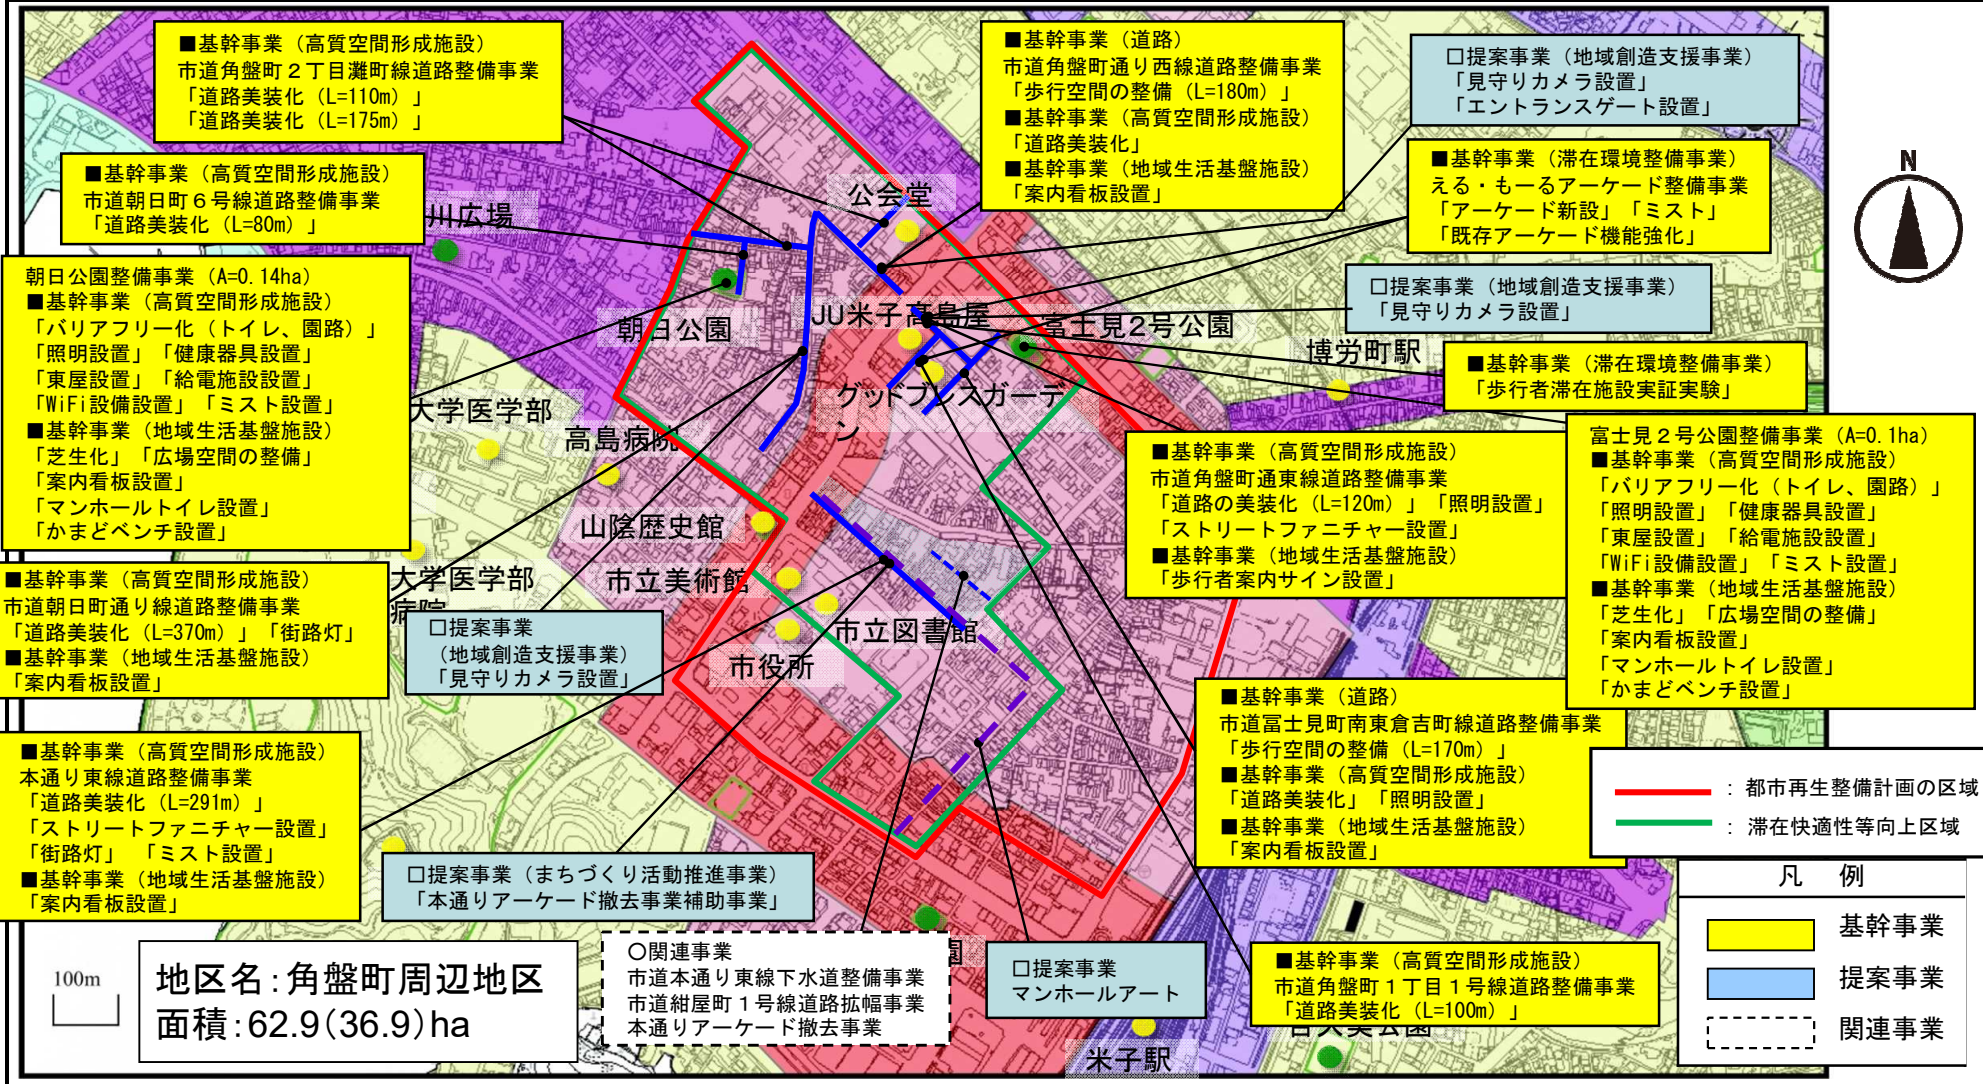 ■基幹事業（高質空間形成施設）
市道角盤町２丁目灘町線道路整備事業
「道路美装化（L=110m）」
「道路美装化（L=175m）」
■基幹事業（道路）
市道角盤町通り西線道路整備事業
「歩行空間の整備（L=180m）」
■基幹事業（高質空間形成施設）
「道路美装化」
■基幹事業（地域生活基盤施設）
「案内看板設置」
□提案事業（地域創造支援事業）
「見守りカメラ設置」
「エントランスゲート設置」
■基幹事業（滞在環境整備事業）
える・もーるアーケード整備事業
「アーケード新設」「ミスト」
「既存アーケード機能強化」
N
■基幹事業（高質空間形成施設）
市道朝日町６号線道路整備事業
「道路美装化（L=80m）」
川広場
公会堂
朝日公園整備事業（A=0.14ha）
■基幹事業（高質空間形成施設）
「バリアフリー化（トイレ、園路）」
「照明設置」「健康器具設置」
「東屋設置」「給電施設設置」
「WiFi設備設置」「ミスト設置」
■基幹事業（地域生活基盤施設）
「芝生化」「広場空間の整備」
「案内看板設置」
「マンホールトイレ設置」
「かまどベンチ設置」
□提案事業（地域創造支援事業）
「見守りカメラ設置」
朝日公園
JU米子高島屋
富士見2号公園
博労町駅
■基幹事業（滞在環境整備事業）
「歩行者滞在施設実証実験」
グッドブレスガーデ
ン
大学医学部
高島病院
■基幹事業（高質空間形成施設）
市道角盤町通東線道路整備事業
「道路の美装化（L=120m）」「照明設置」
「ストリートファニチャー設置」
■基幹事業（地域生活基盤施設）
「歩行者案内サイン設置」
富士見２号公園整備事業（A=0.1ha）
■基幹事業（高質空間形成施設）
「バリアフリー化（トイレ、園路）」
「照明設置」「健康器具設置」
「東屋設置」「給電施設設置」
「WiFi設備設置」「ミスト設置」
■基幹事業（地域生活基盤施設）
「芝生化」「広場空間の整備」
「案内看板設置」
「マンホールトイレ設置」
「かまどベンチ設置」
山陰歴史館
市立美術館
大学医学部
病院
■基幹事業（高質空間形成施設）
市道朝日町通り線道路整備事業
「道路美装化（L=370m）」「街路灯」
■基幹事業（地域生活基盤施設）
「案内看板設置」
□提案事業
（地域創造支援事業）
「見守りカメラ設置」
市立図書館
市役所
■基幹事業（道路）
市道冨士見町南東倉吉町線道路整備事業
「歩行空間の整備（L=170m）」
■基幹事業（高質空間形成施設）
「道路美装化」「照明設置」
■基幹事業（地域生活基盤施設）
「案内看板設置」
■基幹事業（高質空間形成施設）
本通り東線道路整備事業
「道路美装化（L=291m）」
「ストリートファニチャー設置」
「街路灯」　「ミスト設置」
■基幹事業（地域生活基盤施設）
「案内看板設置」
□提案事業（まちづくり活動推進事業）
「本通りアーケード撤去事業補助事業」
：都市再生整備計画の区域
：滞在快適性等向上区域
凡　例
基幹事業
提案事業
関連事業
〇関連事業
市道本通り東線下水道整備事業
市道紺屋町１号線道路拡幅事業
本通りアーケード撤去事業
園
□提案事業
マンホールアート
■基幹事業（高質空間形成施設）
市道角盤町１丁目１号線道路整備事業
「道路美装化（L=100m）」
100m
地区名：角盤町周辺地区
面積：62.9(36.9)ha
米子駅